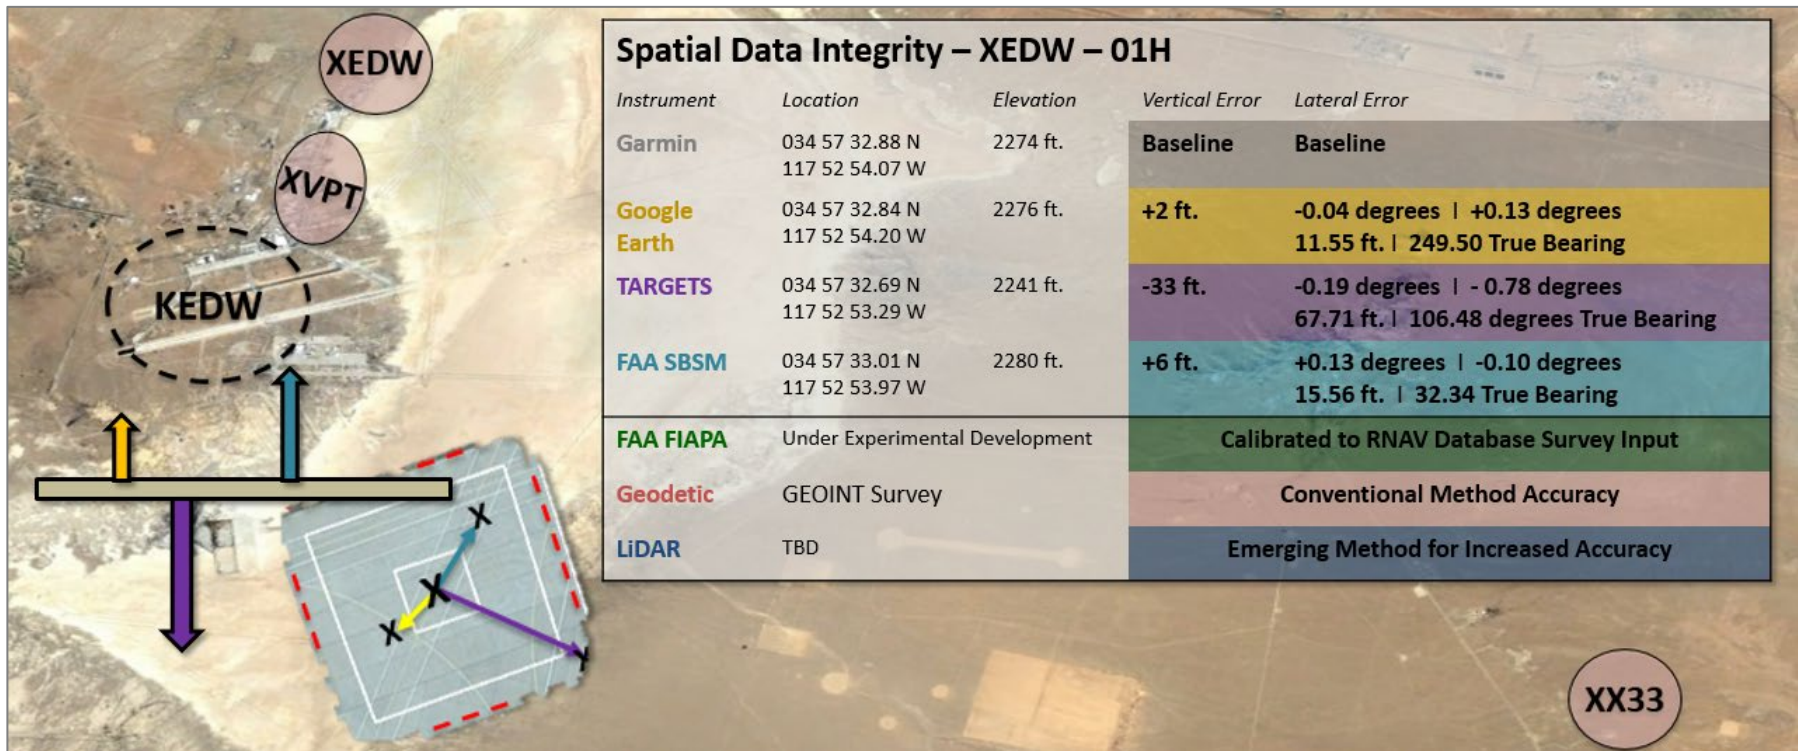 XEDW
XVPT
KEDW
Spatial Data Integrity – XEDW – 01H
Instrument Location Elevation Vertical Error Lateral Error
Garmin 034 57 32.88 N 2274 ft. Baseline Baseline
117 52 54.07 W
Google 034 57 32.84 N 2276 ft. +2 ft. -0.04 degrees | +0.13 degrees
Earth 117 52 54.20 W 11.55 ft. | 249.50 True Bearing
TARGETS 034 57 32.69 N 2241 ft. -33 ft. -0.19 degrees | - 0.78 degrees
117 52 53.29 W 67.71 ft. | 106.48 degrees True Bearing
FAA SBSM 034 57 33.01 N 2280 ft. +6 ft. +0.13 degrees | -0.10 degrees
117 52 53.97 W 15.56 ft. | 32.34 True Bearing
FAA FIAPA Under Experimental Development Calibrated to RNAV Database Survey Input
Geodetic GEOINT Survey Conventional Method Accuracy
LiDAR TBD Emerging Method for Increased Accuracy
X
X
X
X
XX33